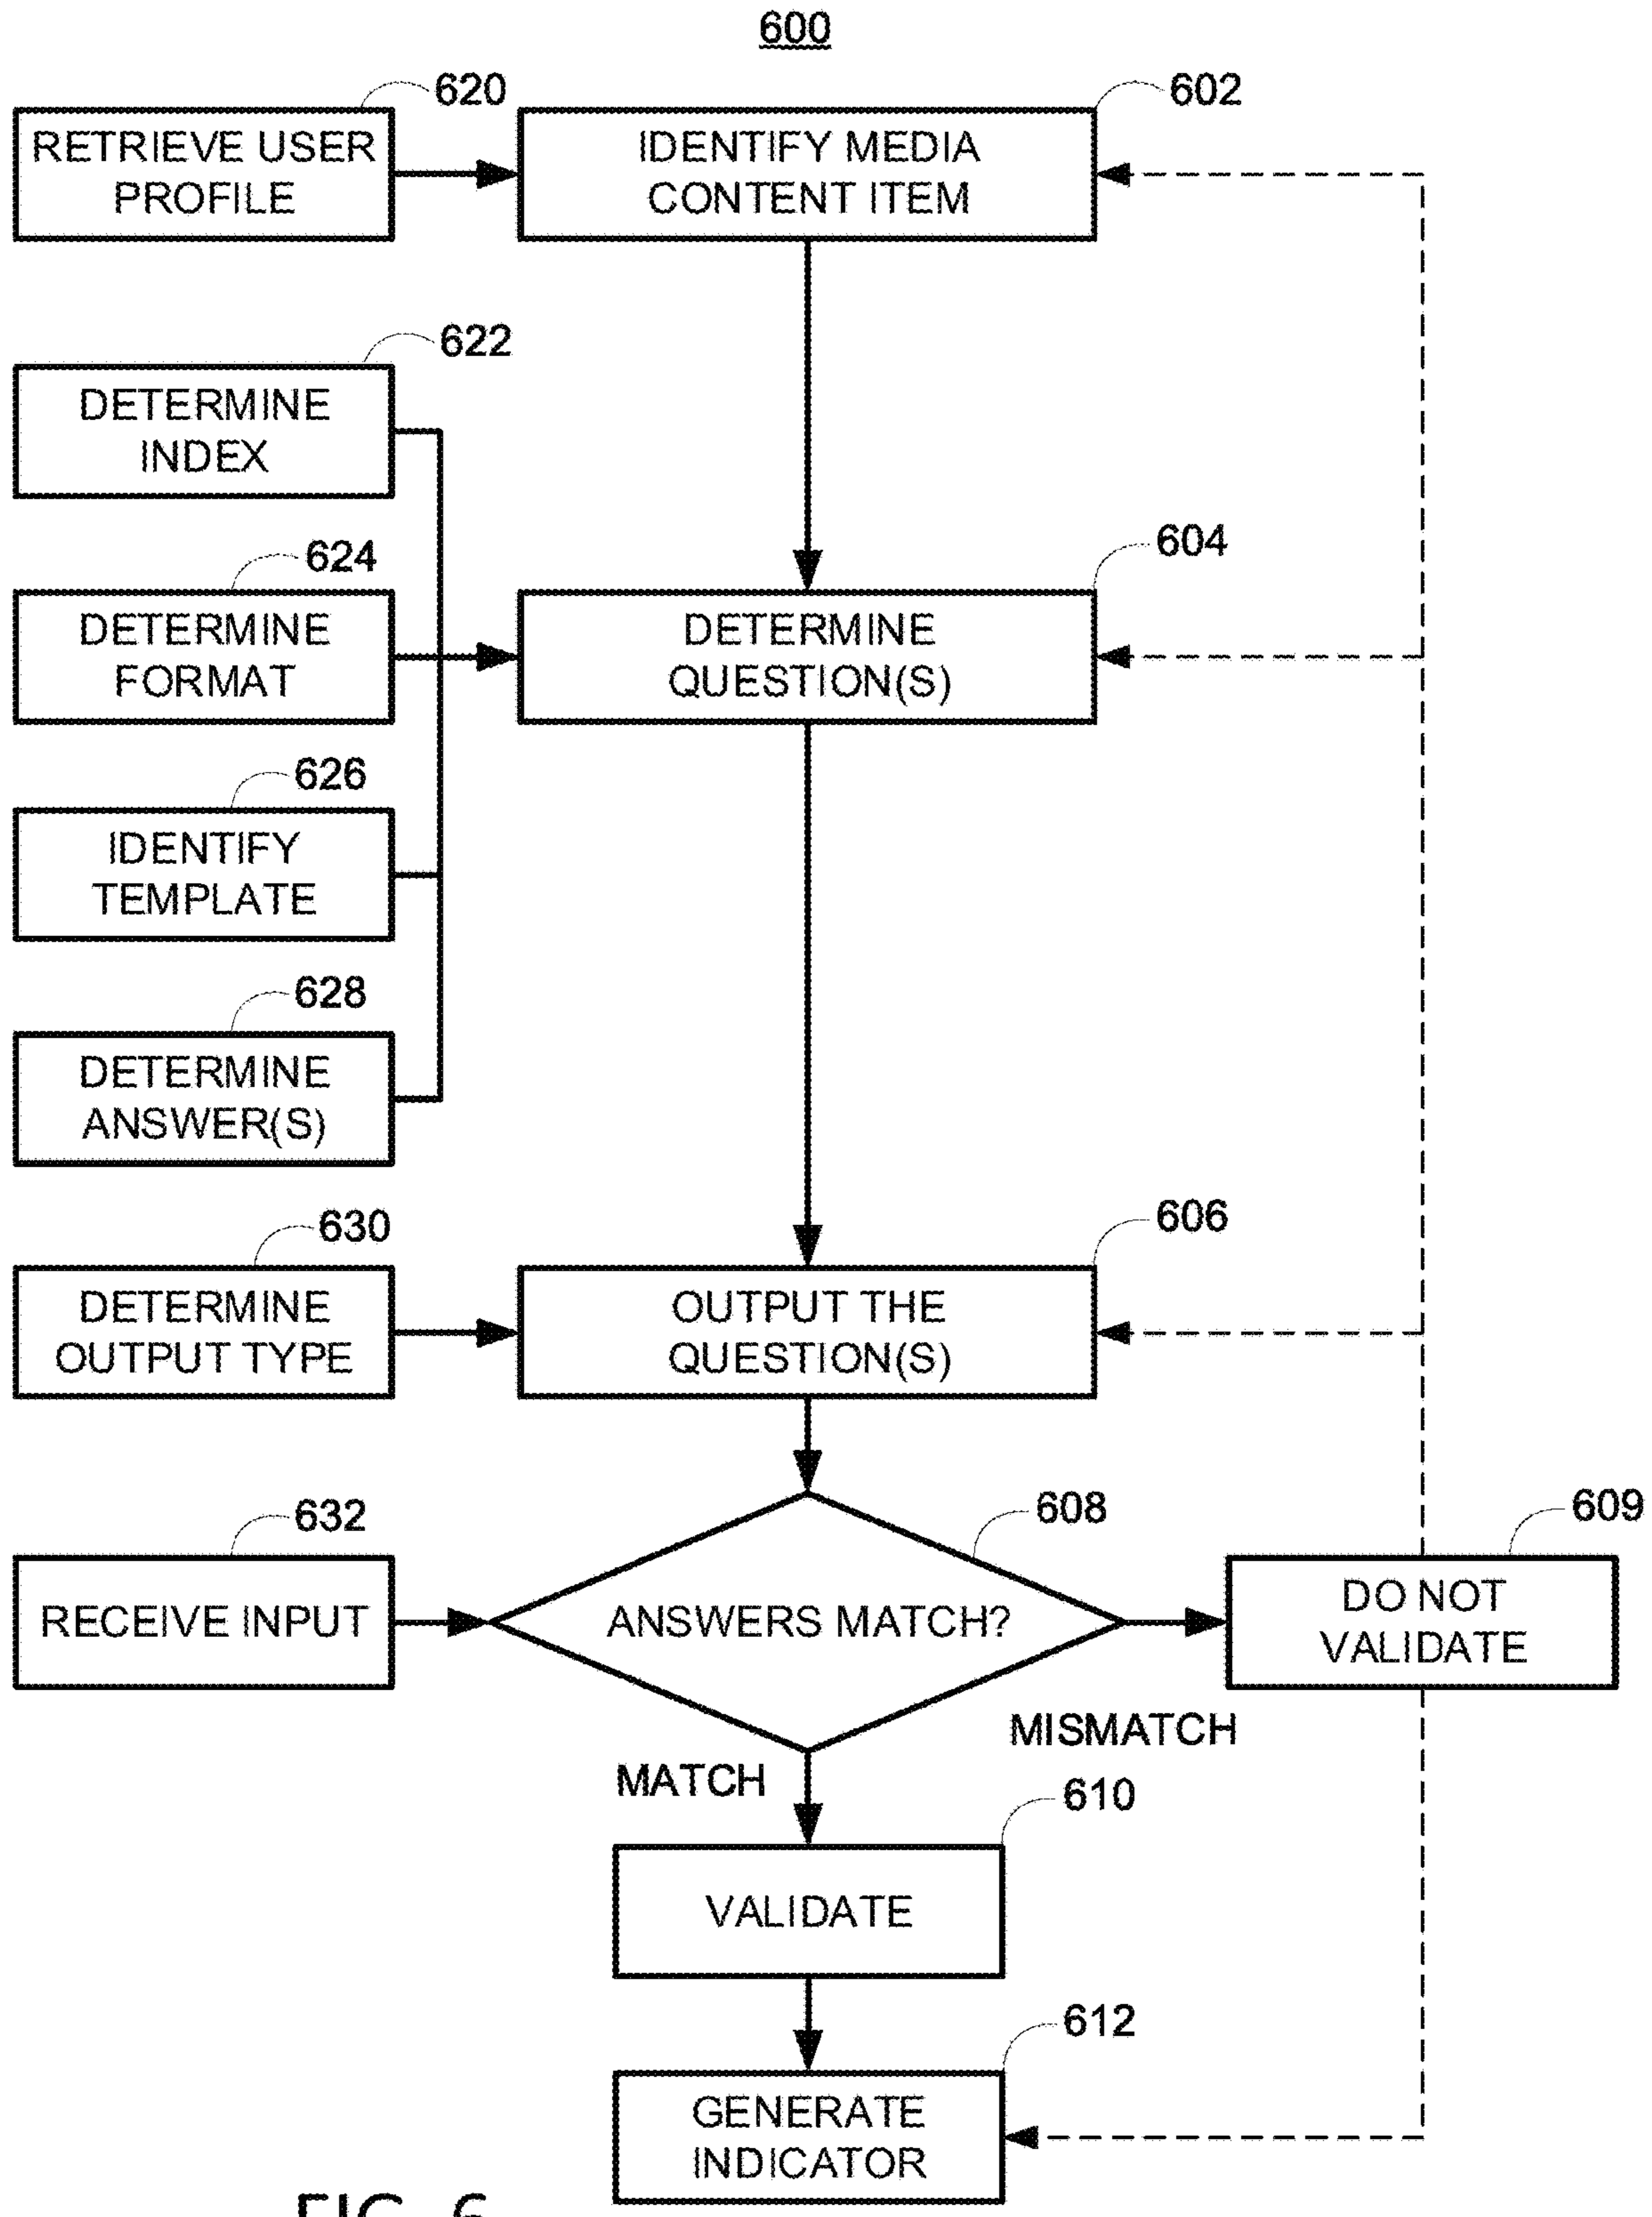 600
620
602
RETRIEVE USER
PROFILE
IDENTIFY MEDIA
CONTENT ITEM
622
DETERMINE
INDEX
624
604
DETERMINE
FORMAT
DETERMINE
QUESTION(S)
626
IDENTIFY
TEMPLATE
628
DETERMINE
ANSWER(S)
630
606
DETERMINE
OUTPUT TYPE
OUTPUT THE
QUESTION(S)
632
608
609
RECEIVE INPUT
ANSWERS MATCH?
DO NOT
VALIDATE
MISMATCH
MATCH
610
VALIDATE
612
GENERATE
INDICATOR
FIG. 6